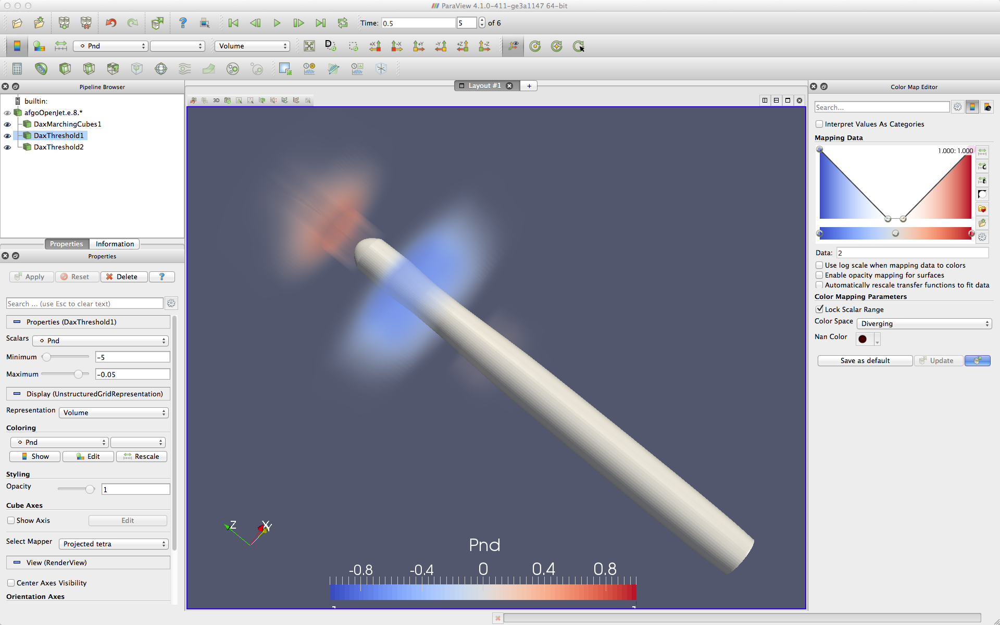 ParaView 4.1.0-411-ge3a1147 64-bit
Time: 0.5 5 of 6
Pnd Volume D +X -X +Y -Y +Z -Z
Pipeline Browser
Layout #1 +
Color Map Editor
builtin:
3D
afgoOpenJet.e.8.*
Search...
DaxMarchingCubes1
Interpret Values As Categories
DaxThreshold1
Mapping Data
DaxThreshold2
1.000: 1.000
Properties Information
Properties
Data: 2
Use log scale when mapping data to colors
Apply Reset Delete ?
Enable opacity mapping for surfaces
Automatically rescale transfer functions to fit data
Color Mapping Parameters
Search ... (use Esc to clear text)
Lock Scalar Range
Properties (DaxThreshold1)
Color Space Diverging
Scalars Pnd
Nan Color
Minimum -5
Save as default Update
Maximum -0.05
Display (UnstructuredGridRepresentation)
Representation Volume
Coloring
Pnd
Show Edit Rescale
Styling
Opacity 1
Cube Axes
Show Axis Edit
Z X Y
Select Mapper Projected tetra
Pnd
View (RenderView)
-0.8 -0.4 0 0.4 0.8
Center Axes Visibility
Orientation Axes